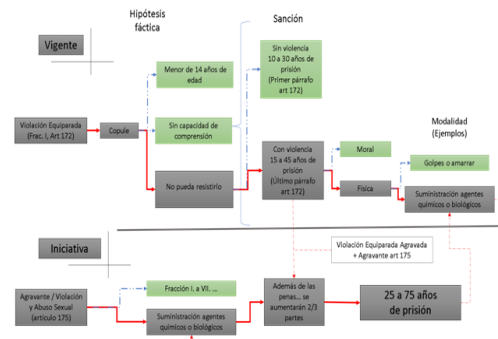 Hipótesis
fáctica
Sanción
Vigente
Menor de 14 años de
edad
Sin violencia
10 a 30 años de
prisión
(Primer párrafo
art 172)
Violación Equiparada
(Frac. I, Art 172)
Copule
Sin capacidad de
comprensión
Modalidad
(Ejemplos)
No pueda resistirlo
Con violencia
15 a 45 años de
prisión
(Último párrafo
art 172)
Moral
Física
Golpes o amarrar
Suministración agentes
químicos o biológicos
Iniciativa
Violación Equiparada Agravada
+ Agravante art 175
Agravante / Violación
y Abuso Sexual
(artículo 175)
Fracción I. a VII. ...
Suministración agentes
químicos o biológicos
Además de las
penas... se
aumentarán 2/3
partes
25 a 75 años
de prisión